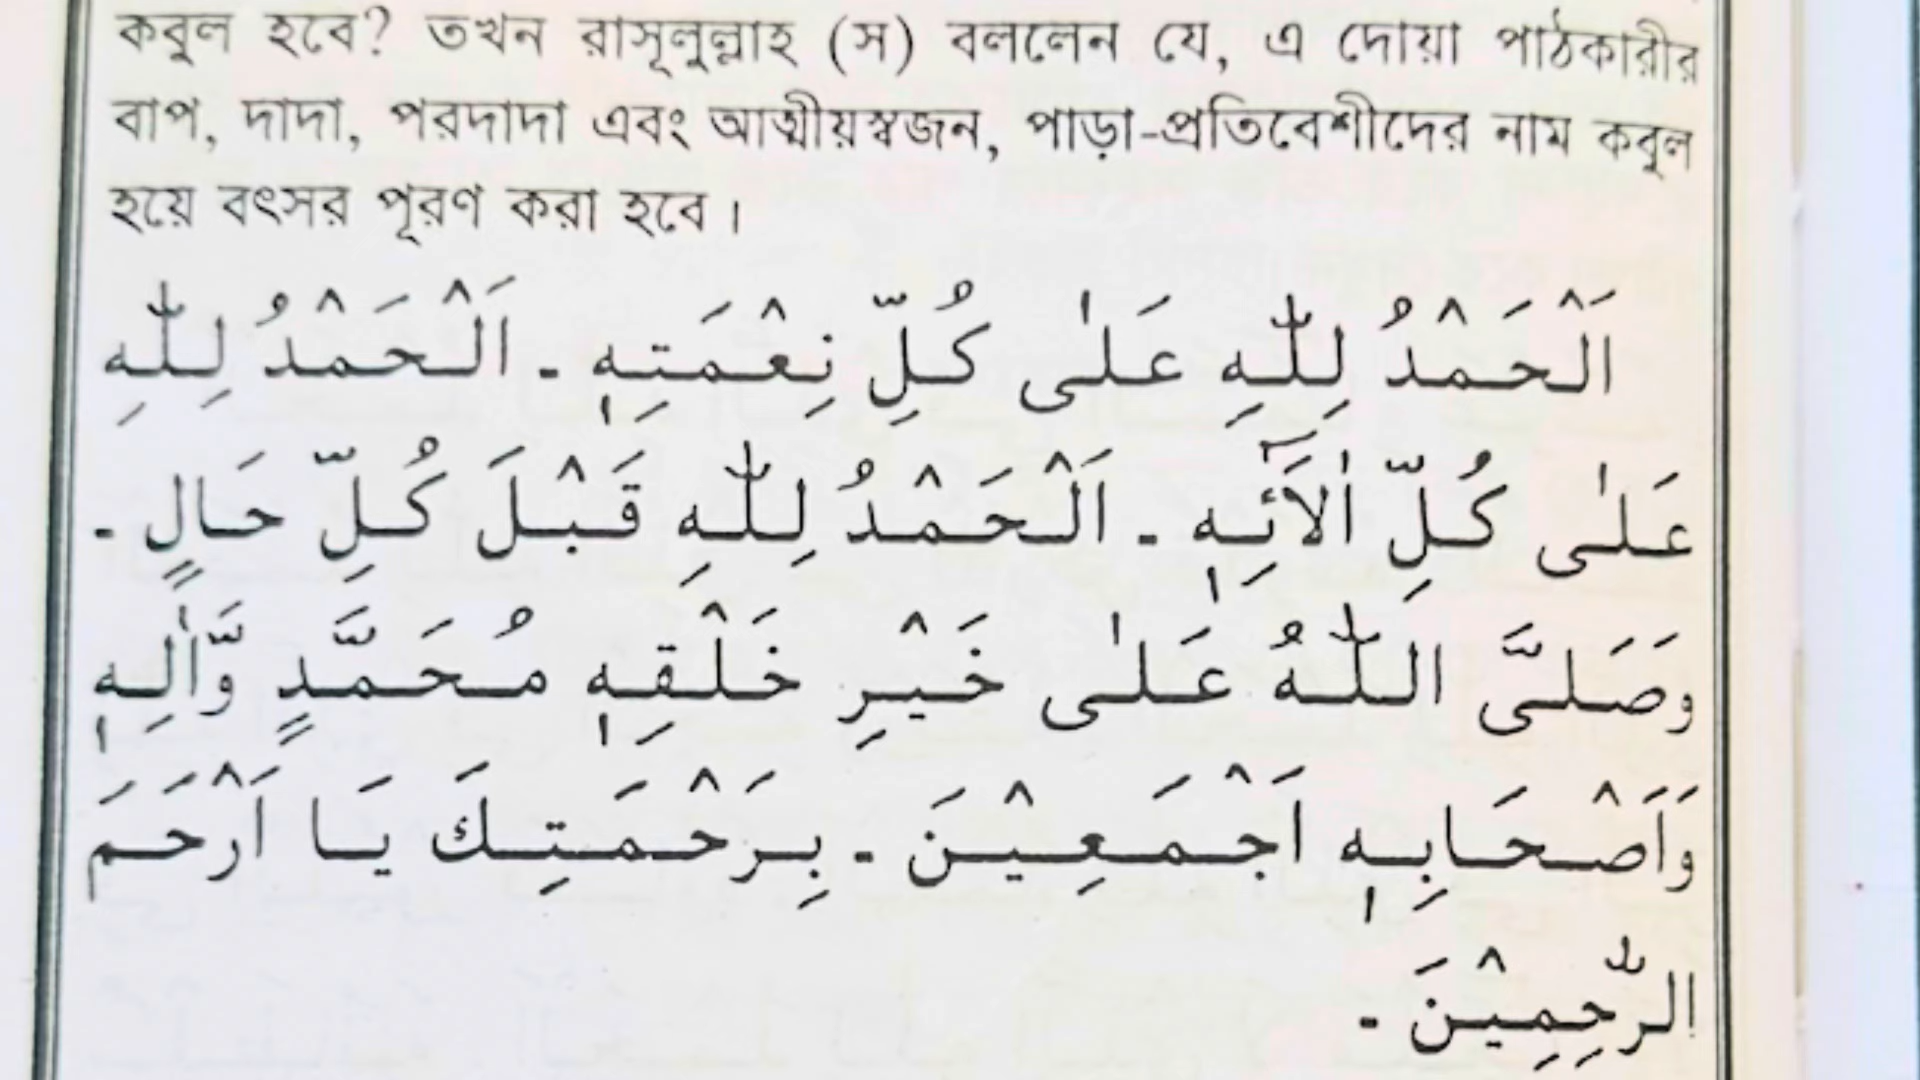 কবুল হবে? তখন রাসূলুল্লাহ (স) বললেন যে, এ দোয়া পাঠকারীর
বাপ, দাদা, পরদাদা এবং আত্মীয়স্বজন, পাড়া-প্রতিবেশীদের নাম কবুল
হয়ে বৎসর পূরণ করা হবে।
اَلْحَمْدُ لِلّٰهِ عَلٰى كُلِّ نِعْمَتِهٖ - اَلْحَمْدُ لِلّٰهِ
عَلٰى كُلِّ اٰلَآئِهٖ - اَلْحَمْدُ لِلّٰهِ قَبْلَ كُلِّ حَالٍ -
وَصَلَّى اللّٰهُ عَلٰى خَيْرِ خَلْقِهٖ مُحَمَّدٍ وَّاٰلِهٖ
وَاَصْحَابِهٖ اَجْمَعِيْنَ - بِرَحْمَتِكَ يَا اَرْحَمَ
الرّٰحِمِيْنَ -